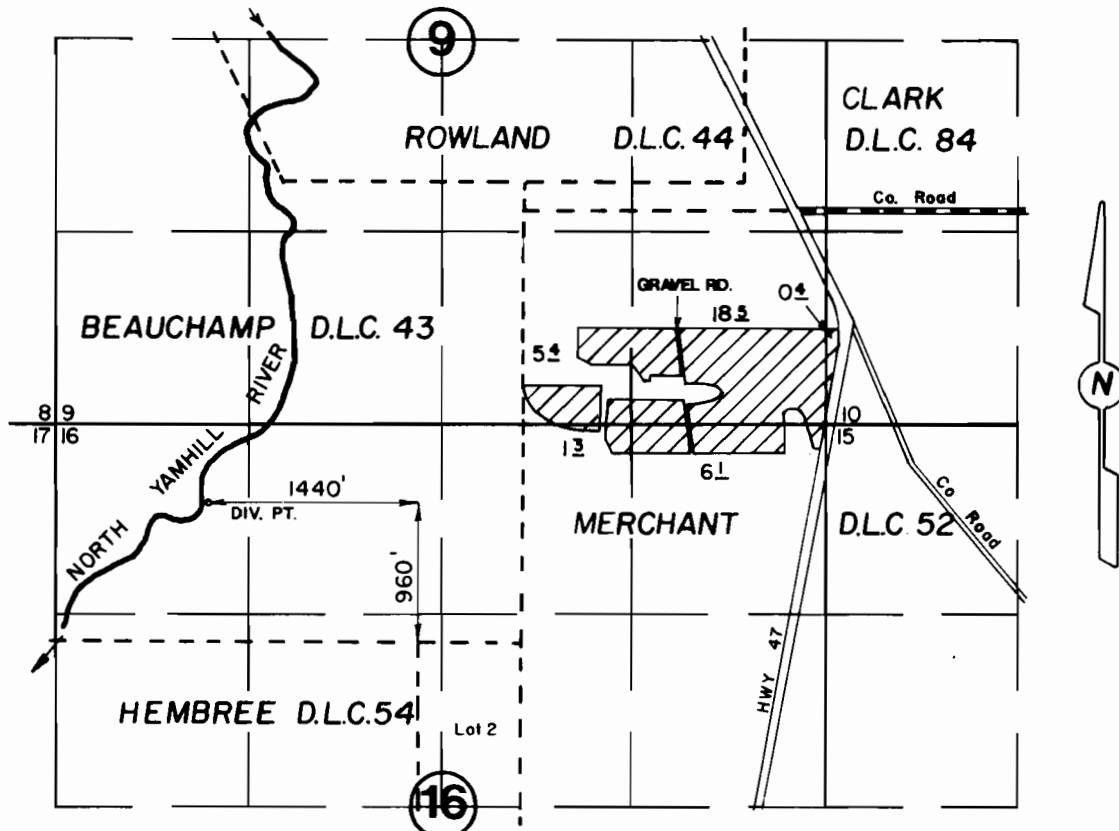 9
ROWLAND D.L.C. 44
CLARK
D.L.C. 84
Co. Road
GRAVEL RD.
18 5
0 4
BEAUCHAMP D.L.C. 43
5 4
NORTH YAMHILL RIVER
8 9
17 16
10
15
1 3
6 1
1440'
DIV. PT.
MERCHANT D.L.C. 52
Co. Road
960'
HWY 47
HEMBREE D.L.C. 54
Lot 2
16
N